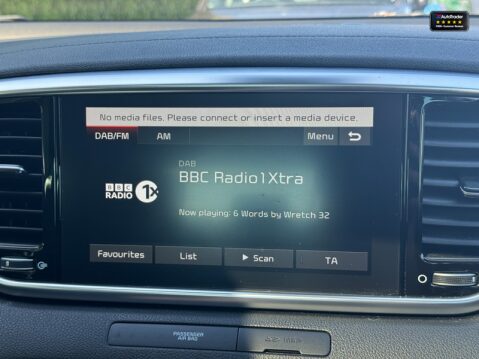 AutoTrader
No media files. Please connect or insert a media device.
DAB/FM AM Menu
DAB
BBC Radio 1Xtra
BBC
RADIO 1X
Now playing: 6 Words by Wretch 32
Favourites List Scan TA
PASSENGER
AIR BAG